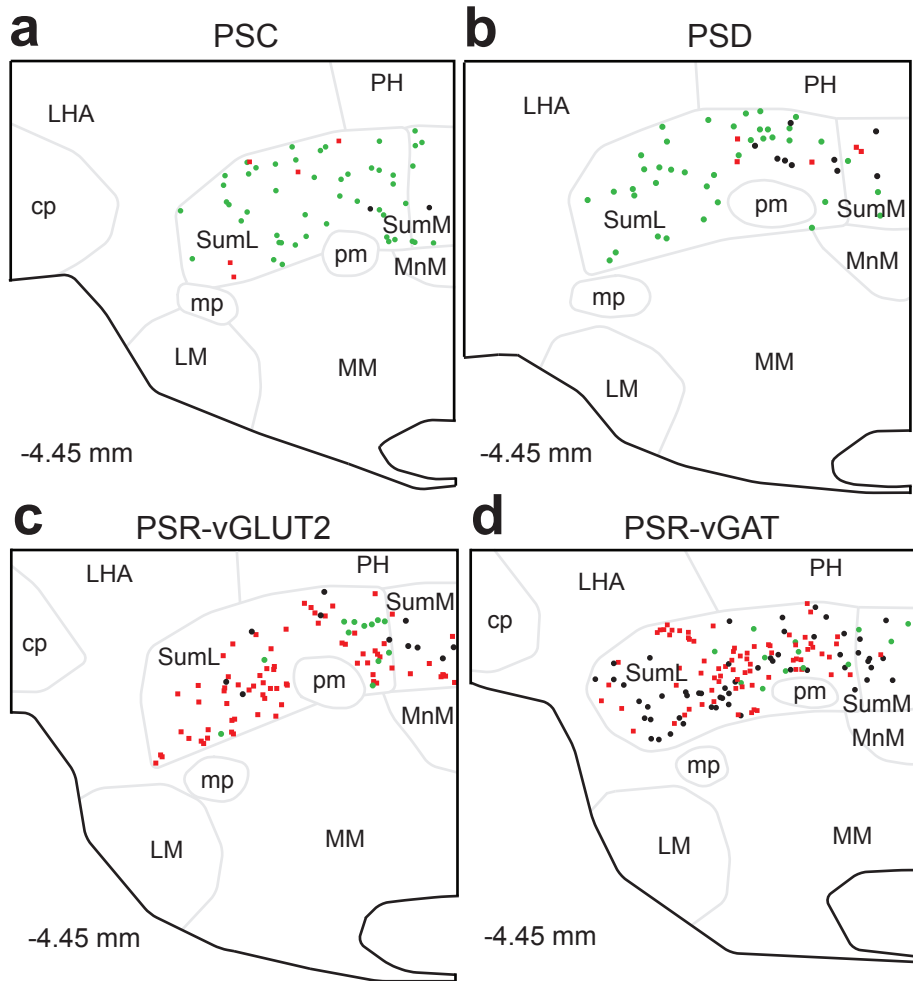 a PSC
PH
LHA
cp
SumL
SumM
pm
MnM
mp
LM
MM
-4.45 mm
b PSD
PH
LHA
pm
SumL
SumM
MnM
mp
MM
LM
-4.45 mm
c PSR-vGLUT2
LHA
PH
SumM
cp
SumL
pm
MnM
mp
LM
MM
-4.45 mm
d PSR-vGAT
LHA
PH
cp
SumL
pm
SumM
MnM
mp
LM
MM
-4.45 mm